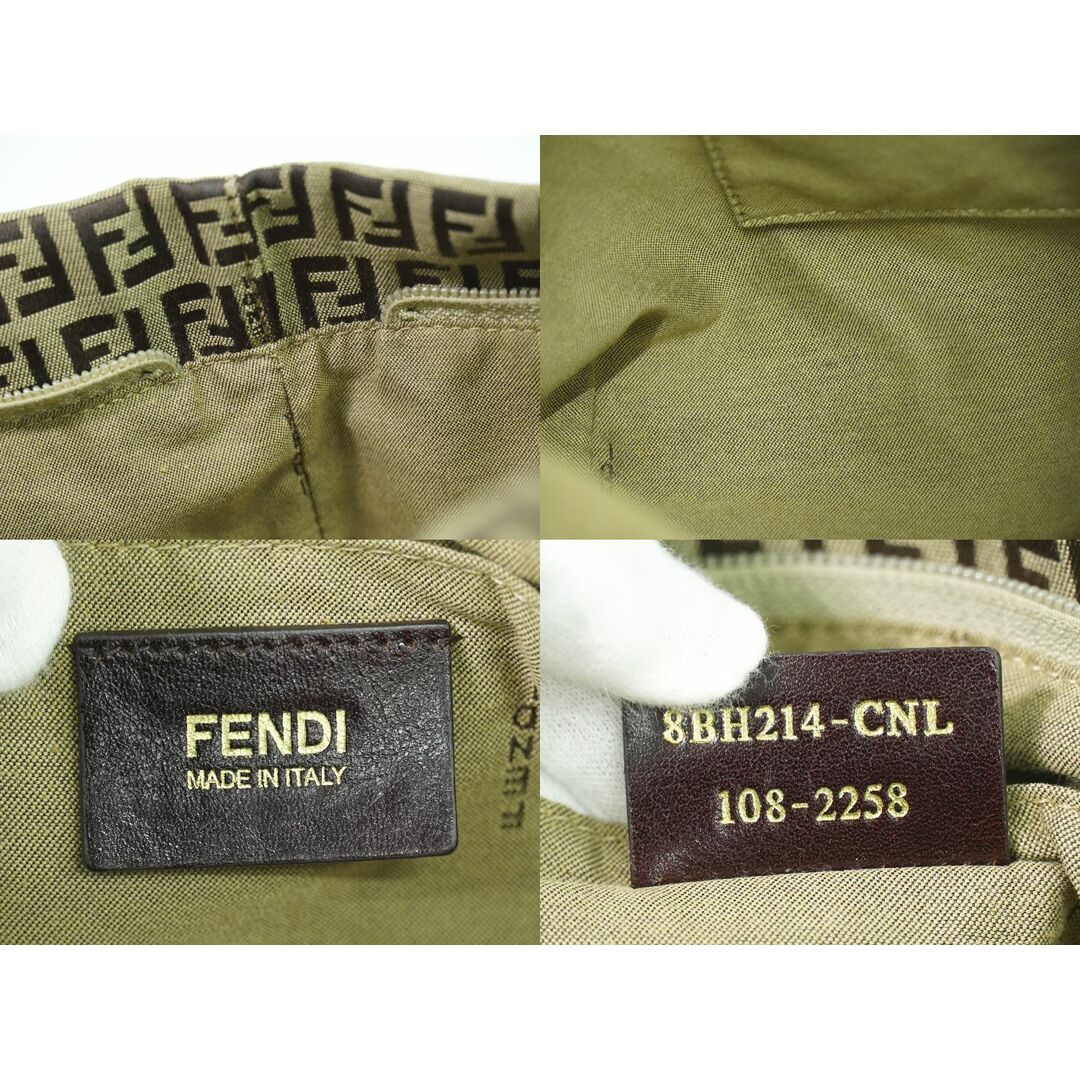 FENDI
MADE IN ITALY
8BH214-CNL
108-2258